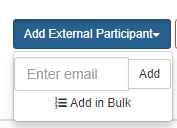 Add External Participant
Enter email Add
Add in Bulk